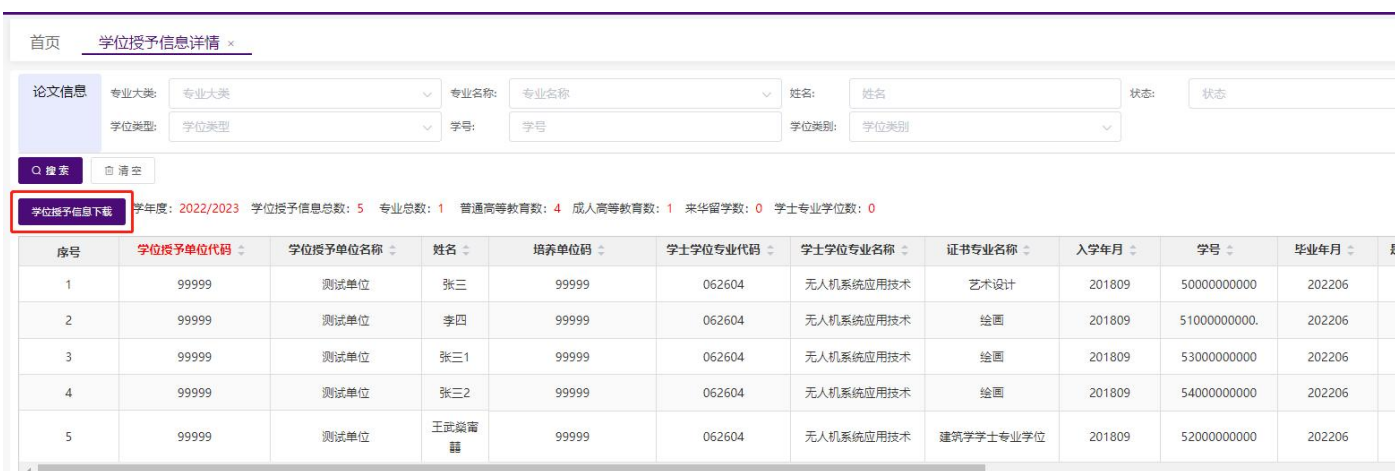 首页 学位授予信息详情 ×
论文信息 专业大类: 专业大类 专业名称: 专业名称 姓名: 姓名 状态: 状态
学位类型: 学位类型 学号: 学号 学位类别: 学位类别
搜索 清空
学位授予信息下载 学年度：2022/2023 学位授予信息总数：5 专业总数：1 普通高等教育数：4 成人高等教育数：1 来华留学数：0 学士专业学位数：0
序号 学位授予单位代码 学位授予单位名称 姓名 培养单位码 学士学位专业代码 学士学位专业名称 证书专业名称 入学年月 学号 毕业年月
1 99999 测试单位 张三 99999 062604 无人机系统应用技术 艺术设计 201809 50000000000 202206
2 99999 测试单位 李四 99999 062604 无人机系统应用技术 绘画 201809 51000000000. 202206
3 99999 测试单位 张三1 99999 062604 无人机系统应用技术 绘画 201809 53000000000 202206
4 99999 测试单位 张三2 99999 062604 无人机系统应用技术 绘画 201809 54000000000 202206
5 99999 测试单位 王武燊甯 99999 062604 无人机系统应用技术 建筑学学士专业学位 201809 52000000000 202206